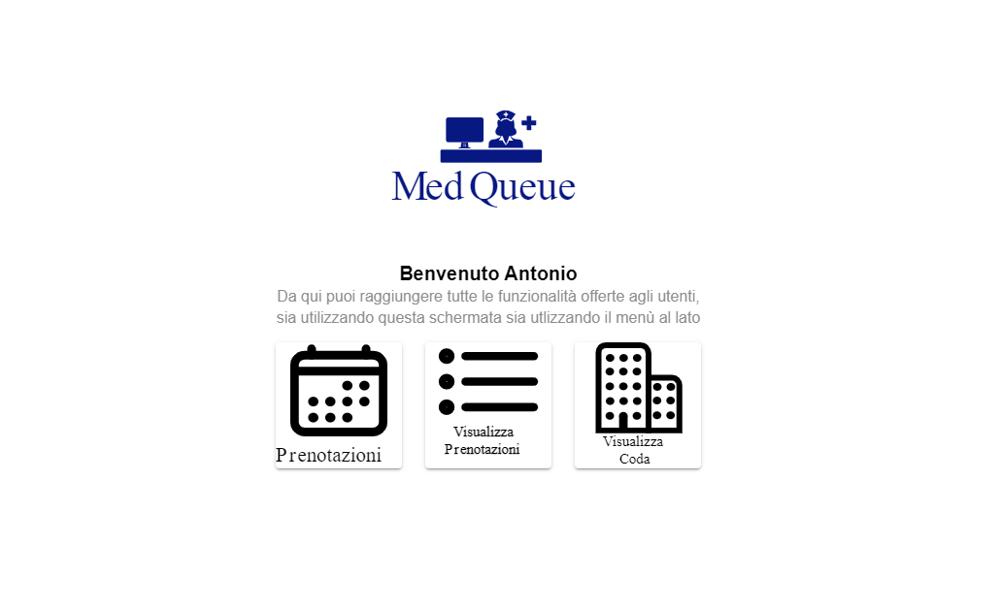 Med Queue
Benvenuto Antonio
Da qui puoi raggiungere tutte le funzionalità offerte agli utenti,
sia utilizzando questa schermata sia utlizzando il menù al lato
Prenotazioni
Visualizza
Prenotazioni
Visualizza
Coda